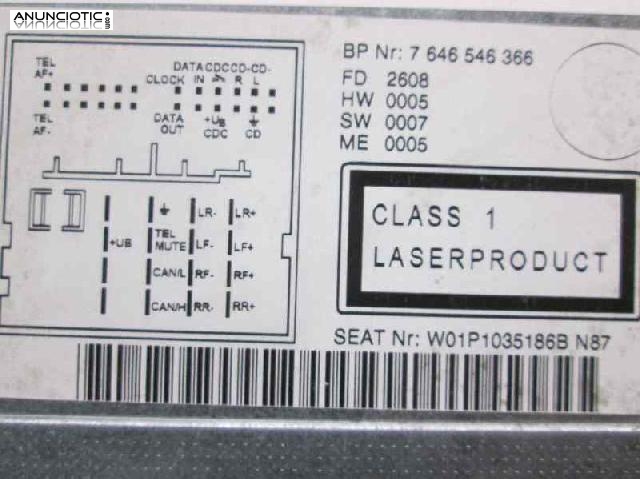 ANUNCIOTIC.es
BP Nr: 7 646 546 366
FD 2608
HW 0005
SW 0007
ME 0005
TEL
AF+
DATA CDC CD- CD-
CLOCK IN R L
TEL
AF-
DATA
OUT
+UB
CDC
CD
LR- LR+
+UB
TEL
MUTE
LF- LF+
CAN/L RF- RF+
CAN/H RR- RR+
CLASS 1
LASERPRODUCT
SEAT Nr: W01P1035186B N87